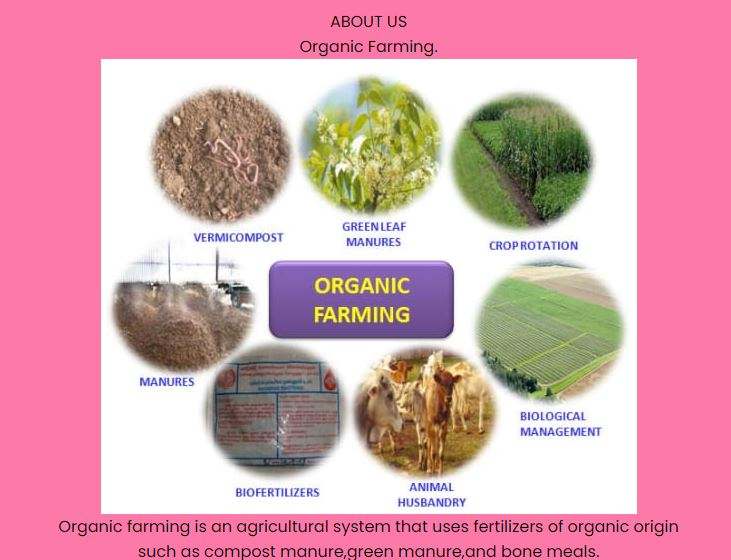 ABOUT US
Organic Farming.
VERMICOMPOST
GREEN LEAF
MANURES
CROP ROTATION
ORGANIC
FARMING
MANURES
BIOLOGICAL
MANAGEMENT
BIOFERTILIZERS
ANIMAL
HUSBANDRY
Organic farming is an agricultural system that uses fertilizers of organic origin
such as compost manure,green manure,and bone meals.